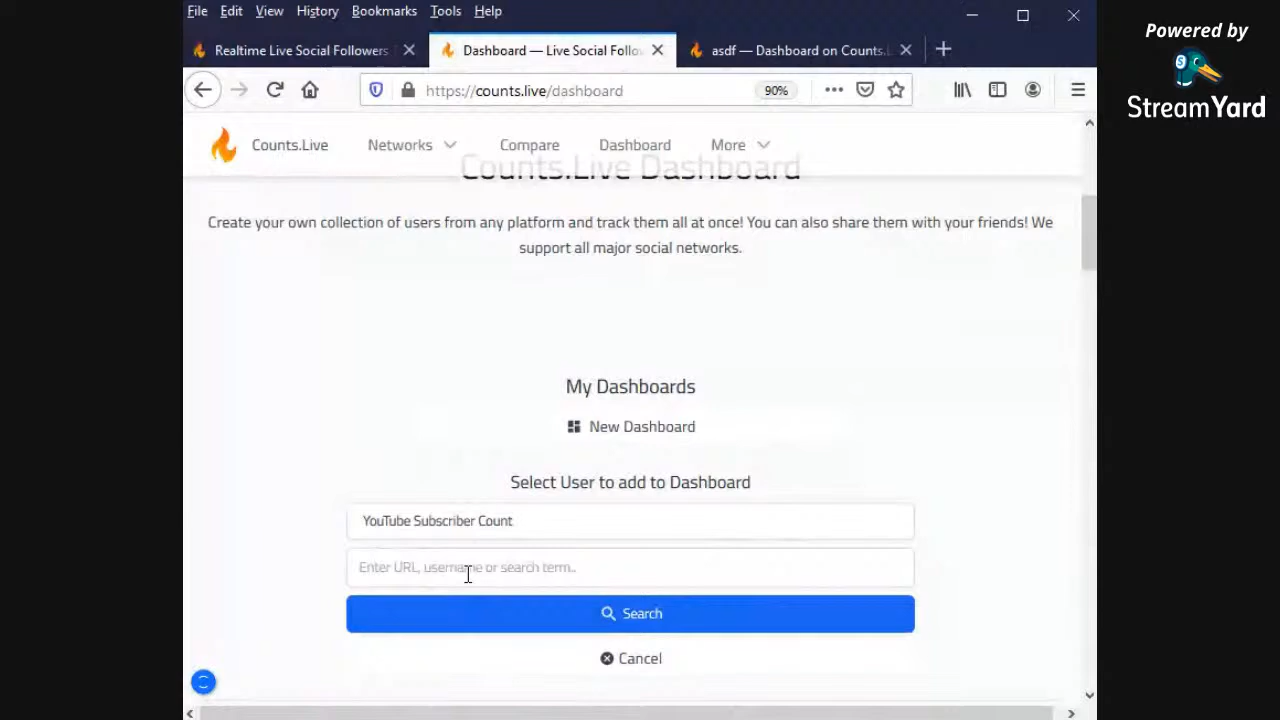 File Edit View History Bookmarks Tools Help
Powered by
StreamYard
Realtime Live Social Followers
Dashboard — Live Social Follo
asdf — Dashboard on Counts.L
https://counts.live/dashboard
90%
Counts.Live Networks Compare Dashboard More
Counts.Live Dashboard
Create your own collection of users from any platform and track them all at once! You can also share them with your friends! We
support all major social networks.
My Dashboards
New Dashboard
Select User to add to Dashboard
YouTube Subscriber Count
Enter URL, username or search term..
Search
Cancel